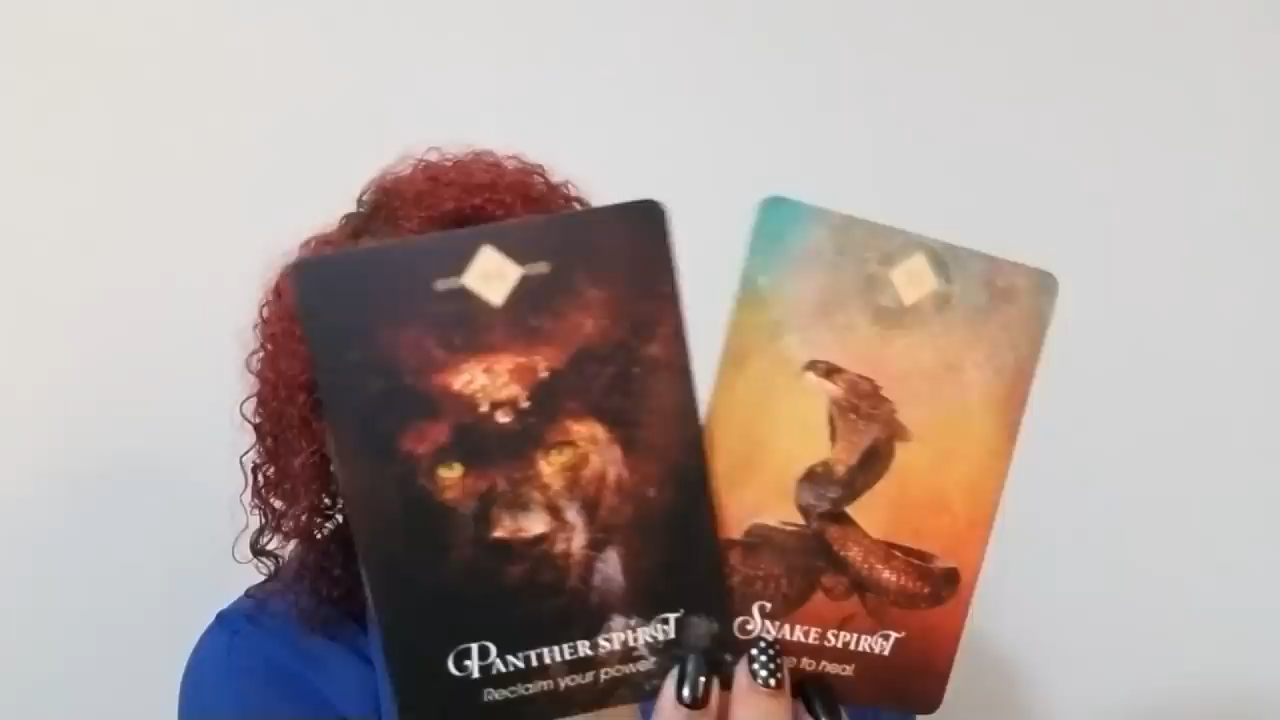 PANTHER SPIRIT
Reclaim your power.
SNAKE SPIRIT
to heal.